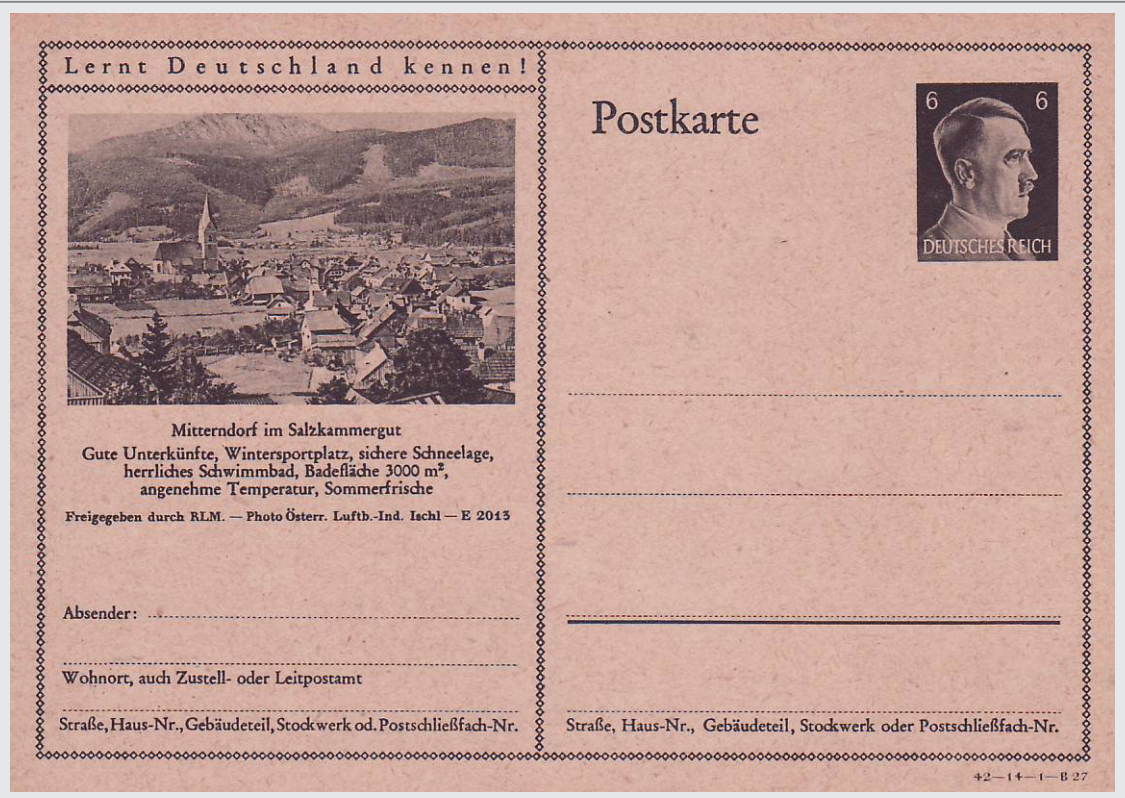 Lernt Deutschland kennen!
Postkarte
6 6
DEUTSCHES REICH
Mitterndorf im Salzkammergut
Gute Unterkünfte, Wintersportplatz, sichere Schneelage,
herrliches Schwimmbad, Badefläche 3000 m²,
angenehme Temperatur, Sommerfrische
Freigegeben durch RLM. — Photo Österr. Luftb.-Ind. Ischl — E 2013
Absender:
Wohnort, auch Zustell- oder Leitpostamt
Straße, Haus-Nr., Gebäudeteil, Stockwerk od. Postschließfach-Nr.
Straße, Haus-Nr., Gebäudeteil, Stockwerk oder Postschließfach-Nr.
42—14—1—B 27